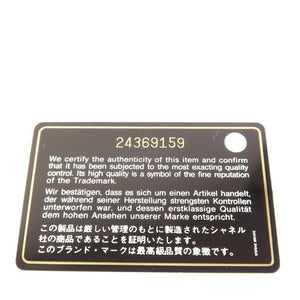 24369159
We certify the authenticity of this item and confirm
that it has been subjected to the most exacting quality
control. Its high quality is a symbol of the fine reputation
of the Trademark.
Wir bestätigen, dass es sich um einen Artikel handelt,
der während seiner Herstellung strengsten Kontrollen
unterworfen war, und dessen erstklassige Qualität
dem hohen Ansehen unserer Marke entspricht.
この製品は厳しい管理のもとに製造されたシャネル
社の商品であることを証明いたします。
このブランド・マークは最高級品質の象徴です。